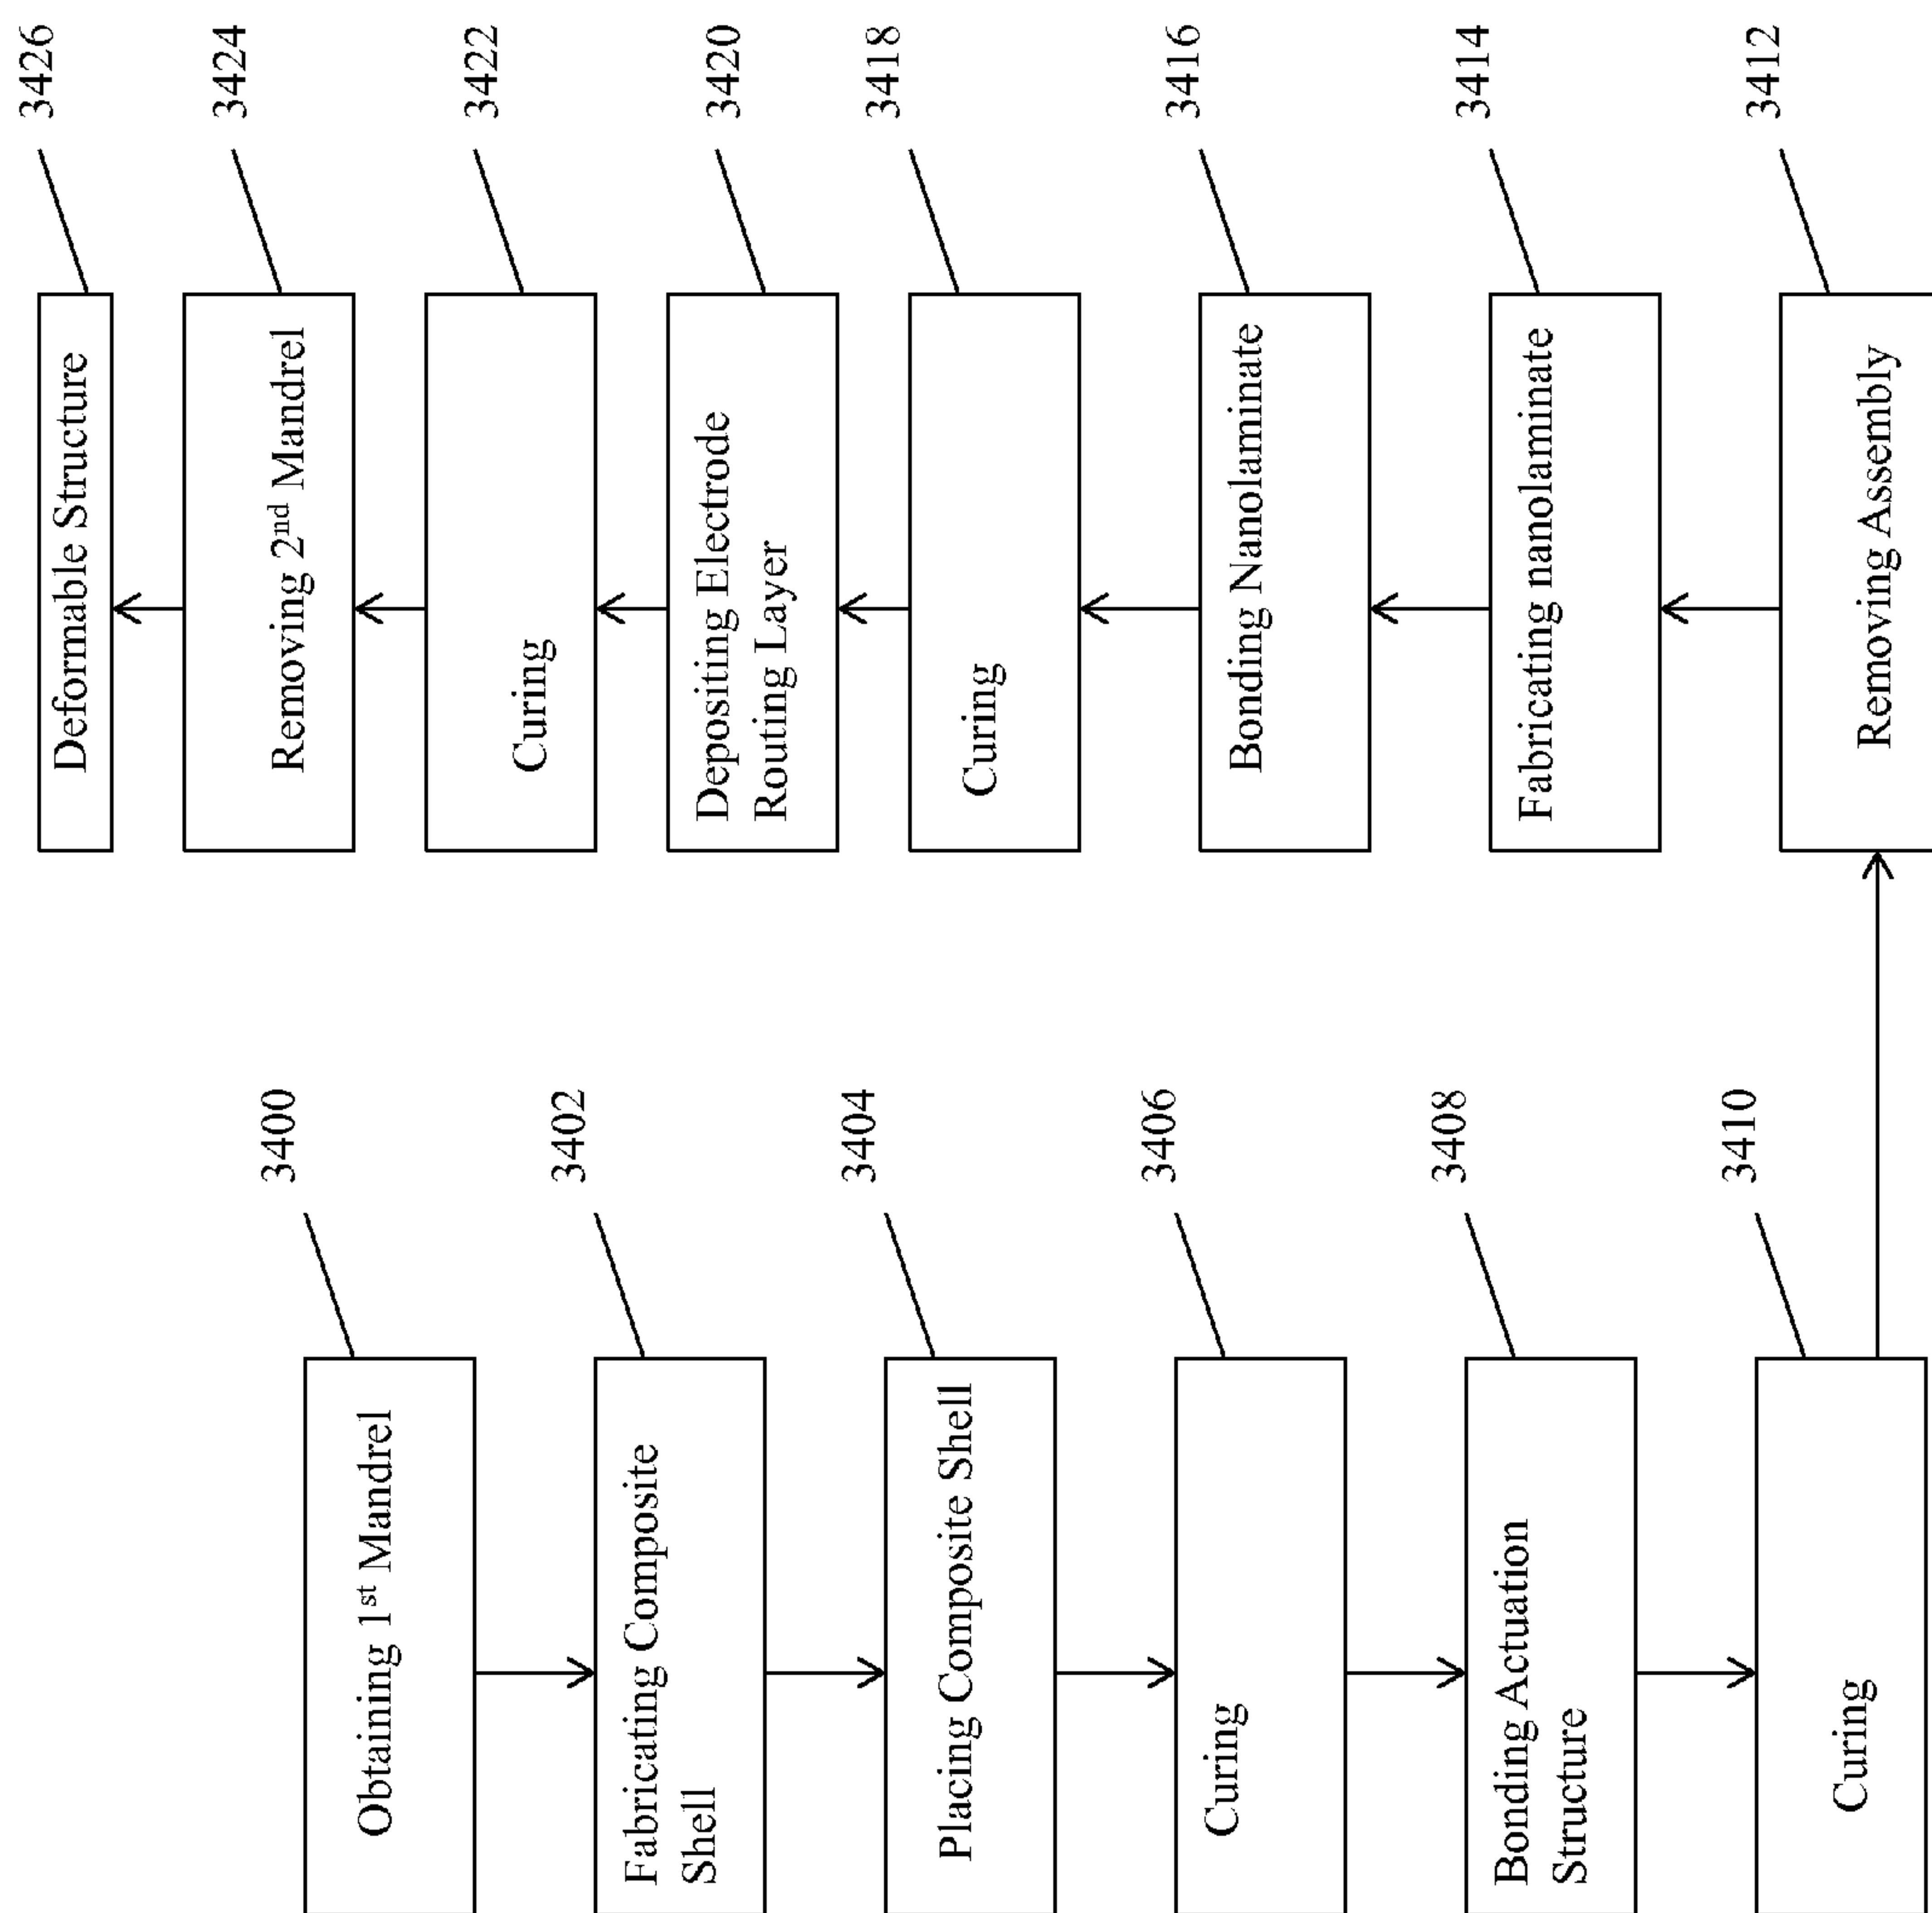 Obtaining 1st Mandrel
3400
Fabricating Composite
Shell
3402
Placing Composite Shell
3404
Curing
3406
Bonding Actuation
Structure
3408
Curing
3410
Removing Assembly
3412
Fabricating nanolaminate
3414
Bonding Nanolaminate
3416
Curing
3418
Depositing Electrode
Routing Layer
3420
Curing
3422
Removing 2nd Mandrel
3424
Deformable Structure
3426